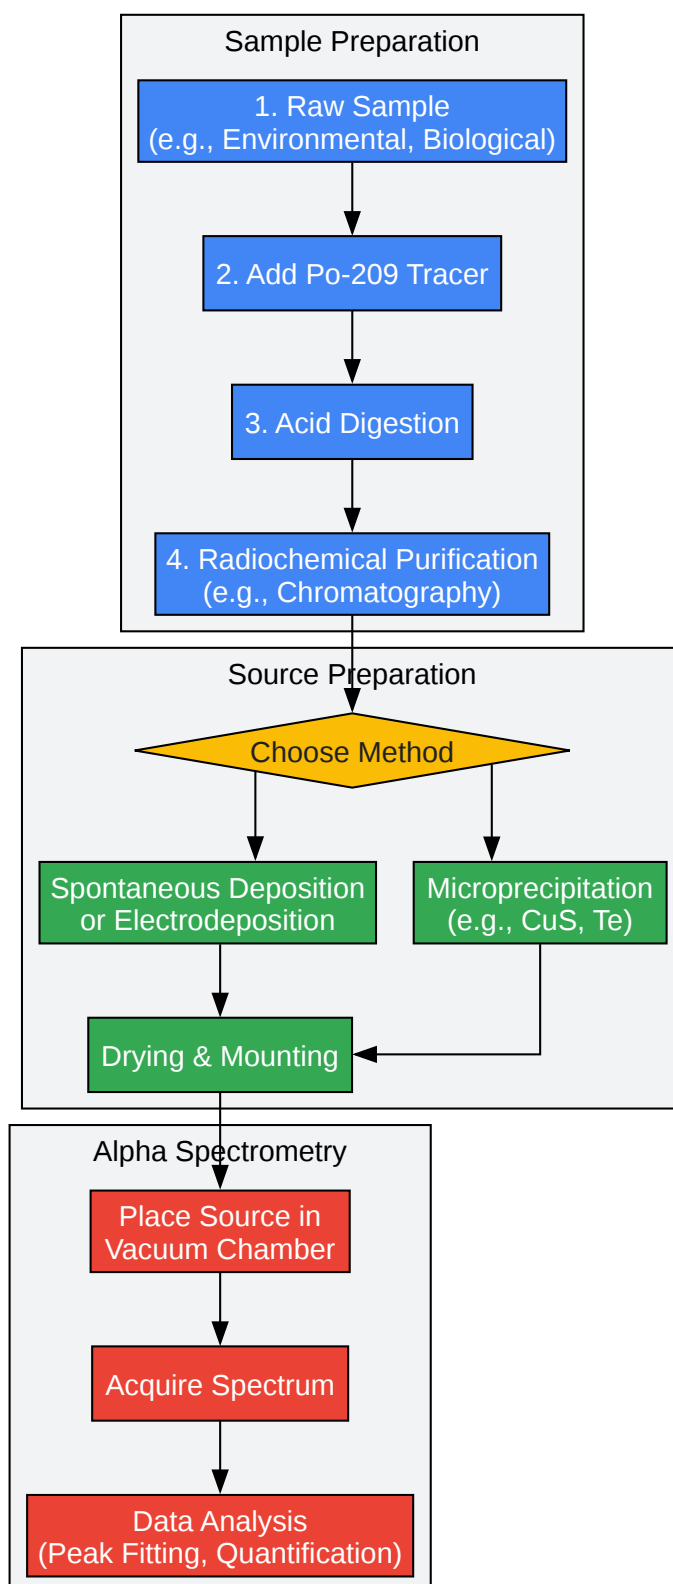 Sample Preparation
1. Raw Sample
(e.g., Environmental, Biological)
2. Add Po-209 Tracer
3. Acid Digestion
4. Radiochemical Purification
(e.g., Chromatography)
Source Preparation
Choose Method
Spontaneous Deposition
or Electrodeposition
Microprecipitation
(e.g., CuS, Te)
Drying & Mounting
Alpha Spectrometry
Place Source in
Vacuum Chamber
Acquire Spectrum
Data Analysis
(Peak Fitting, Quantification)